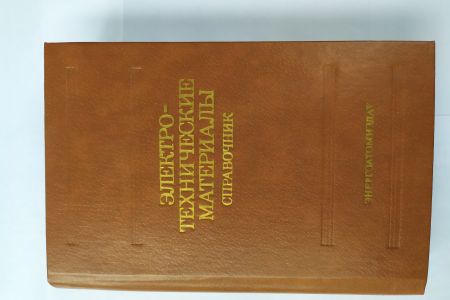 ЭЛЕКТРО-
ТЕХНИЧЕСКИЕ
МАТЕРИАЛЫ
СПРАВОЧНИК
ЭНЕРГОАТОМИЗДАТ